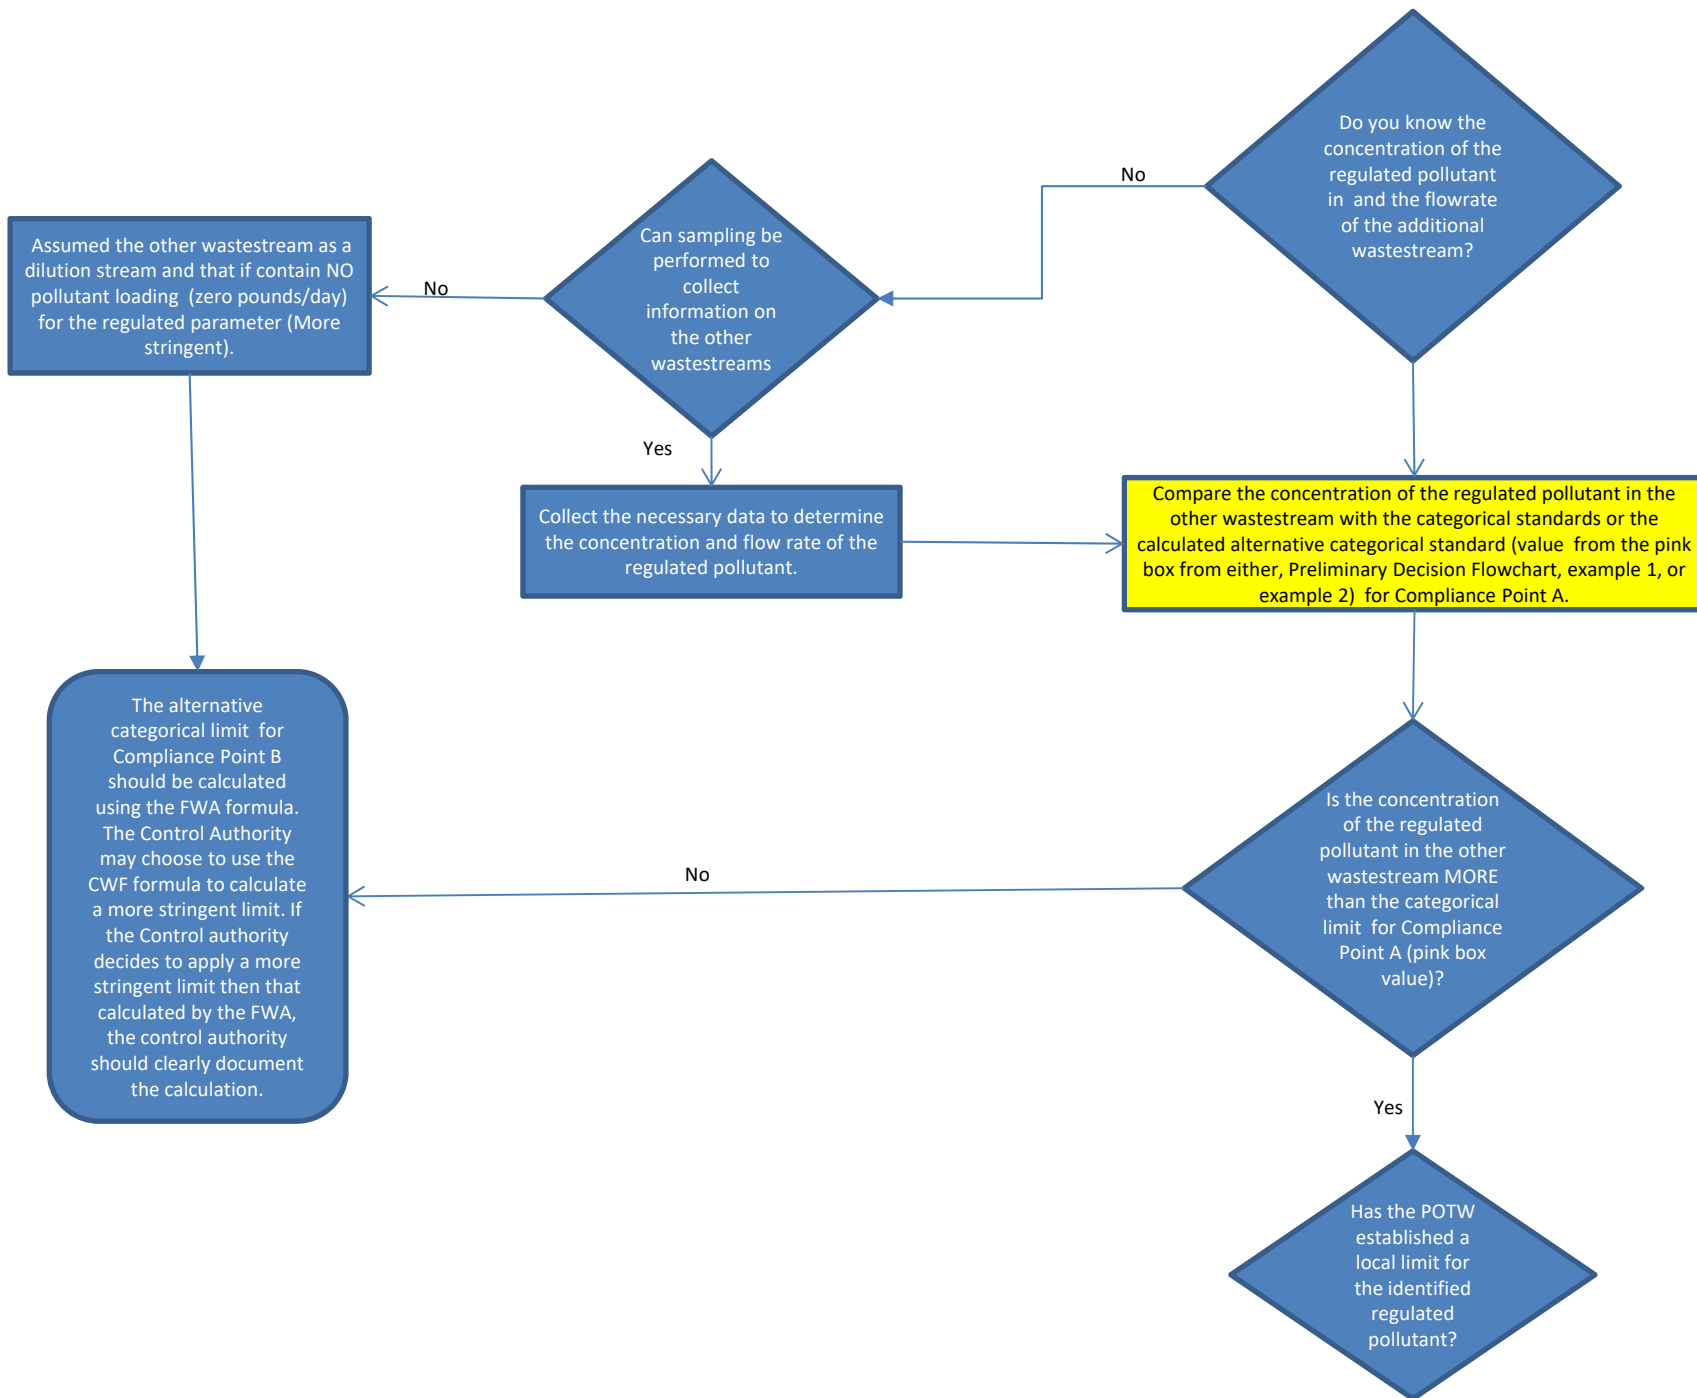 Do you know the
concentration of the
regulated pollutant
in and the flowrate
of the additional
wastestream?
No
Can sampling be
performed to
collect
information on
the other
wastestreams
No
Assumed the other wastestream as a
dilution stream and that if contain NO
pollutant loading (zero pounds/day)
for the regulated parameter (More
stringent).
Yes
Collect the necessary data to determine
the concentration and flow rate of the
regulated pollutant.
Compare the concentration of the regulated pollutant in the
other wastestream with the categorical standards or the
calculated alternative categorical standard (value from the pink
box from either, Preliminary Decision Flowchart, example 1, or
example 2) for Compliance Point A.
The alternative
categorical limit for
Compliance Point B
should be calculated
using the FWA formula.
The Control Authority
may choose to use the
CWF formula to calculate
a more stringent limit. If
the Control authority
decides to apply a more
stringent limit then that
calculated by the FWA,
the control authority
should clearly document
the calculation.
No
Is the concentration
of the regulated
pollutant in the other
wastestream MORE
than the categorical
limit for Compliance
Point A (pink box
value)?
Yes
Has the POTW
established a
local limit for
the identified
regulated
pollutant?